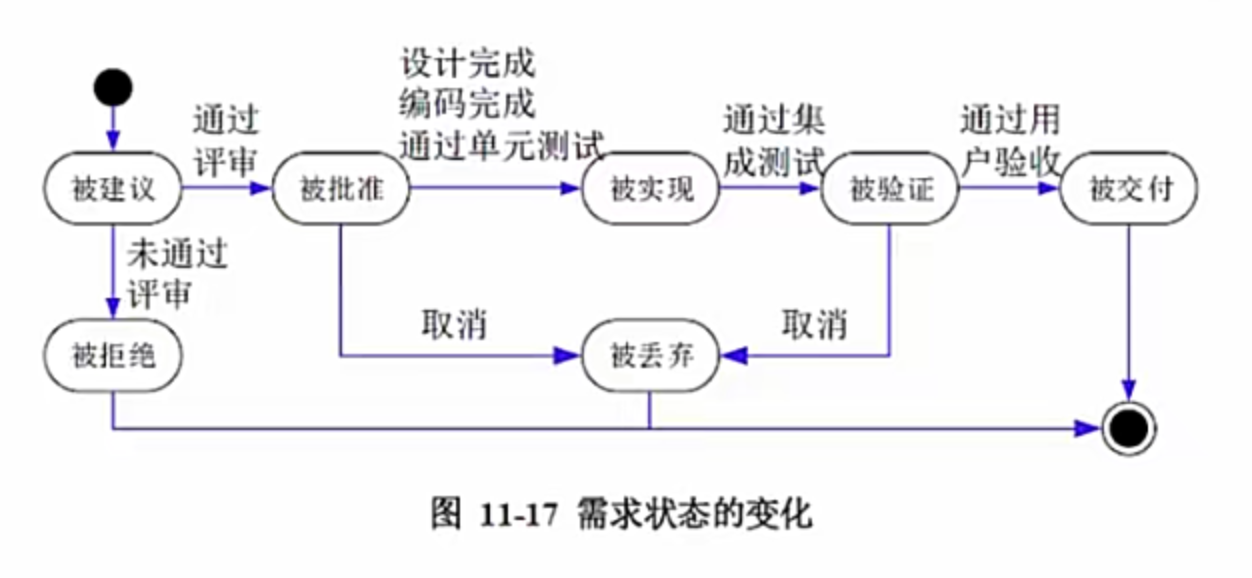 设计完成
编码完成
通过单元测试
通过
评审
通过集
成测试
通过用
户验收
被建议
被批准
被实现
被验证
被交付
未通过
评审
取消
取消
被拒绝
被丢弃
图 11-17 需求状态的变化